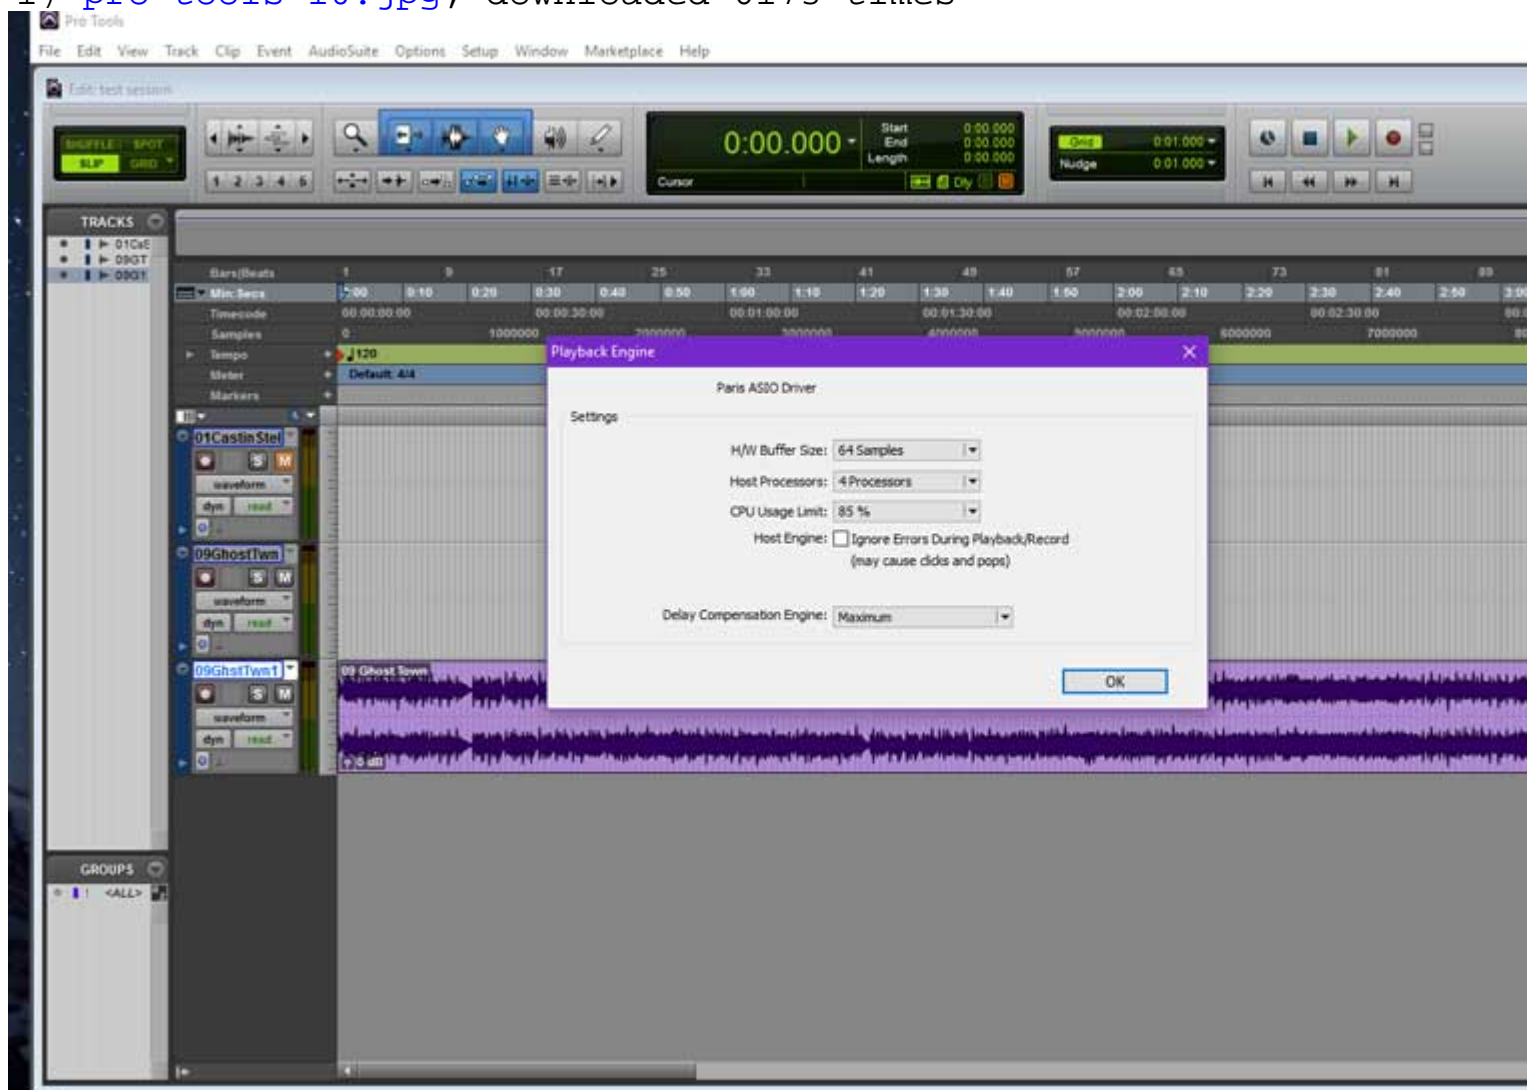 1) pro tools 10.jpg, downloaded 6175 times
Pro Tools
File Edit View Track Clip Event AudioSuite Options Setup Window Marketplace Help
Edit: test session
SHUFFLE SPOT
SLIP GRID
1 2 3 4 5
0:00.000
Start 0:00.000
End 0:00.000
Length 0:00.000
Cursor
Dly
Grid 0:01.000
Nudge 0:01.000
TRACKS
01CaS
09GT
09G1
Bars|Beats 1 9 17 25 33 41 49 57 65 73 81 89
Min:Secs 0:00 0:10 0:20 0:30 0:40 0:50 1:00 1:10 1:20 1:30 1:40 1:50 2:00 2:10 2:20 2:30 2:40 2:50
Timecode 00:00:00:00 00:00:30:00 00:01:00:00 00:01:30:00 00:02:00:00 00:02:30:00
Samples 0 1000000 2000000 3000000 4000000 5000000 6000000 7000000
Tempo 120
Meter Default: 4/4
Markers
Playback Engine
Paris ASIO Driver
Settings
H/W Buffer Size: 64 Samples
Host Processors: 4 Processors
CPU Usage Limit: 85 %
Host Engine: Ignore Errors During Playback/Record
(may cause clicks and pops)
Delay Compensation Engine: Maximum
OK
01CastinStel
S M
waveform
dyn read
09GhostTwn
S M
waveform
dyn read
09GhstTwn1
S M
waveform
dyn read
09 Ghost Town
0 dB
GROUPS
! <ALL>